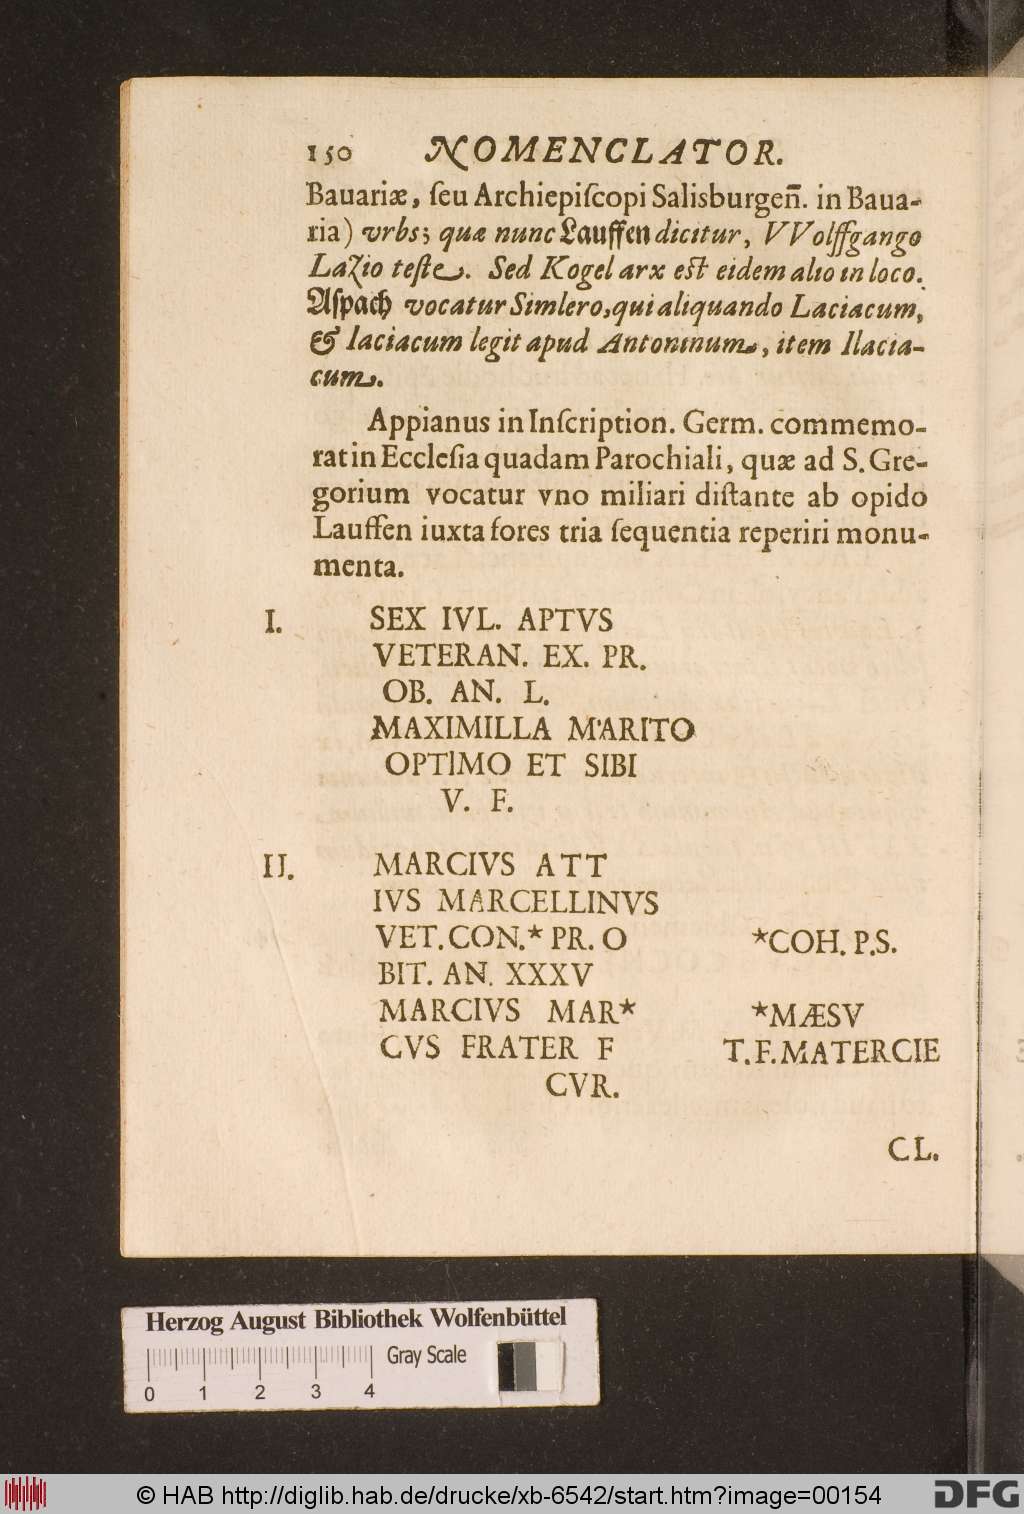 150 NOMENCLATOR.
Bauariæ, ſeu Archiepiſcopi Salisburgen̄. in Baua-
ria) vrbs; quæ nunc Lauffen dicitur, VVolffgango
Lazio teſte. Sed Kogel arx eſt eidem alio in loco.
Aſpach vocatur Simlero, qui aliquando Laciacum,
& Iaciacum legit apud Antoninum, item Ilacia-
cum.
Appianus in Inſcription. Germ. commemo-
rat in Eccleſia quadam Parochiali, quæ ad S. Gre-
gorium vocatur vno miliari diſtante ab opido
Lauffen iuxta fores tria ſequentia reperiri monu-
menta.
I. SEX IVL. APTVS
VETERAN. EX. PR.
OB. AN. L.
MAXIMILLA MARITO
OPTIMO ET SIBI
V. F.
II. MARCIVS ATT
IVS MARCELLINVS
VET. CON.* PR. O *COH. P.S.
BIT. AN. XXXV
MARCIVS MAR* *MÆSV
CVS FRATER F T. F. MATERCIE
CVR.
CL.
Herzog August Bibliothek Wolfenbüttel
Gray Scale
0 1 2 3 4
© HAB http://diglib.hab.de/drucke/xb-6542/start.htm?image=00154
DFG